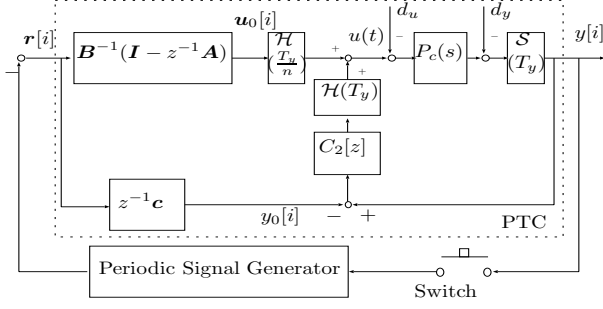 d_u
d_y
r[i]
B^{-1}(I - z^{-1}A)
u_0[i]
H
(T_y/n)
+
+
u(t)
−
P_c(s)
−
S
(T_y)
y[i]
−
H(T_y)
C_2[z]
z^{-1}c
y_0[i]
− +
PTC
Periodic Signal Generator
Switch